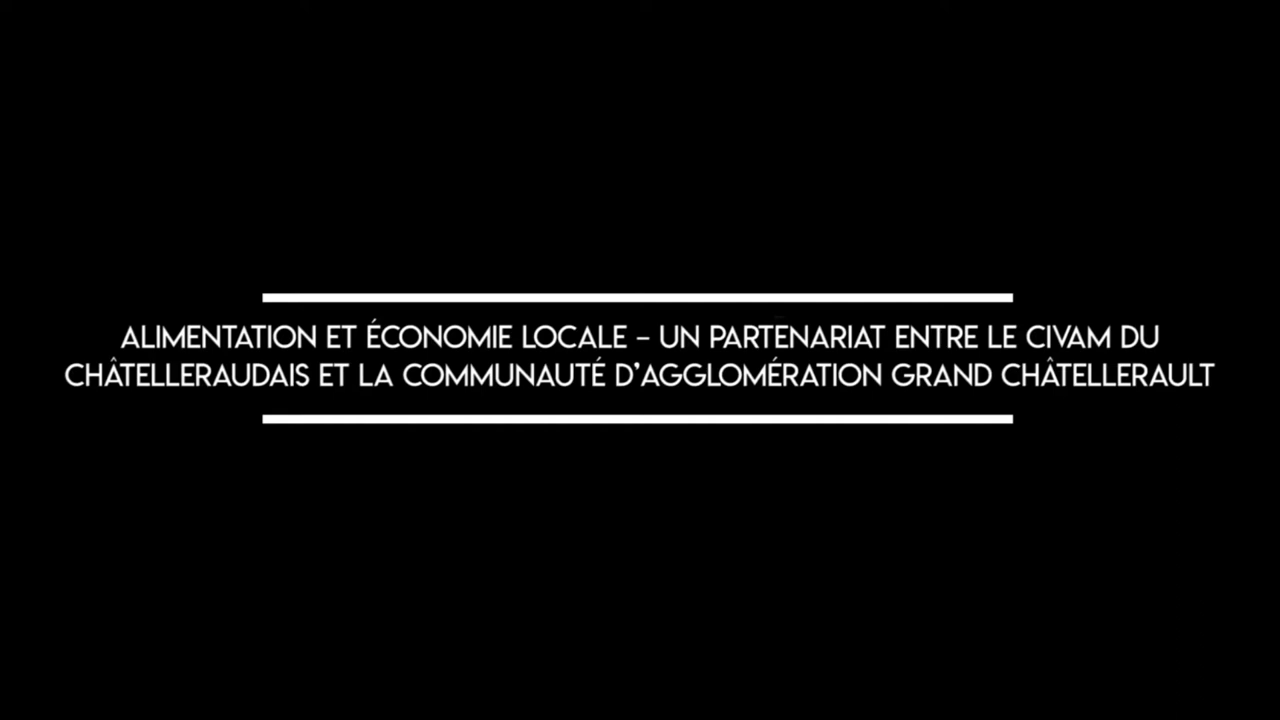 ALIMENTATION ET ÉCONOMIE LOCALE – UN PARTENARIAT ENTRE LE CIVAM DU
CHÂTELLERAUDAIS ET LA COMMUNAUTÉ D’AGGLOMÉRATION GRAND CHÂTELLERAULT